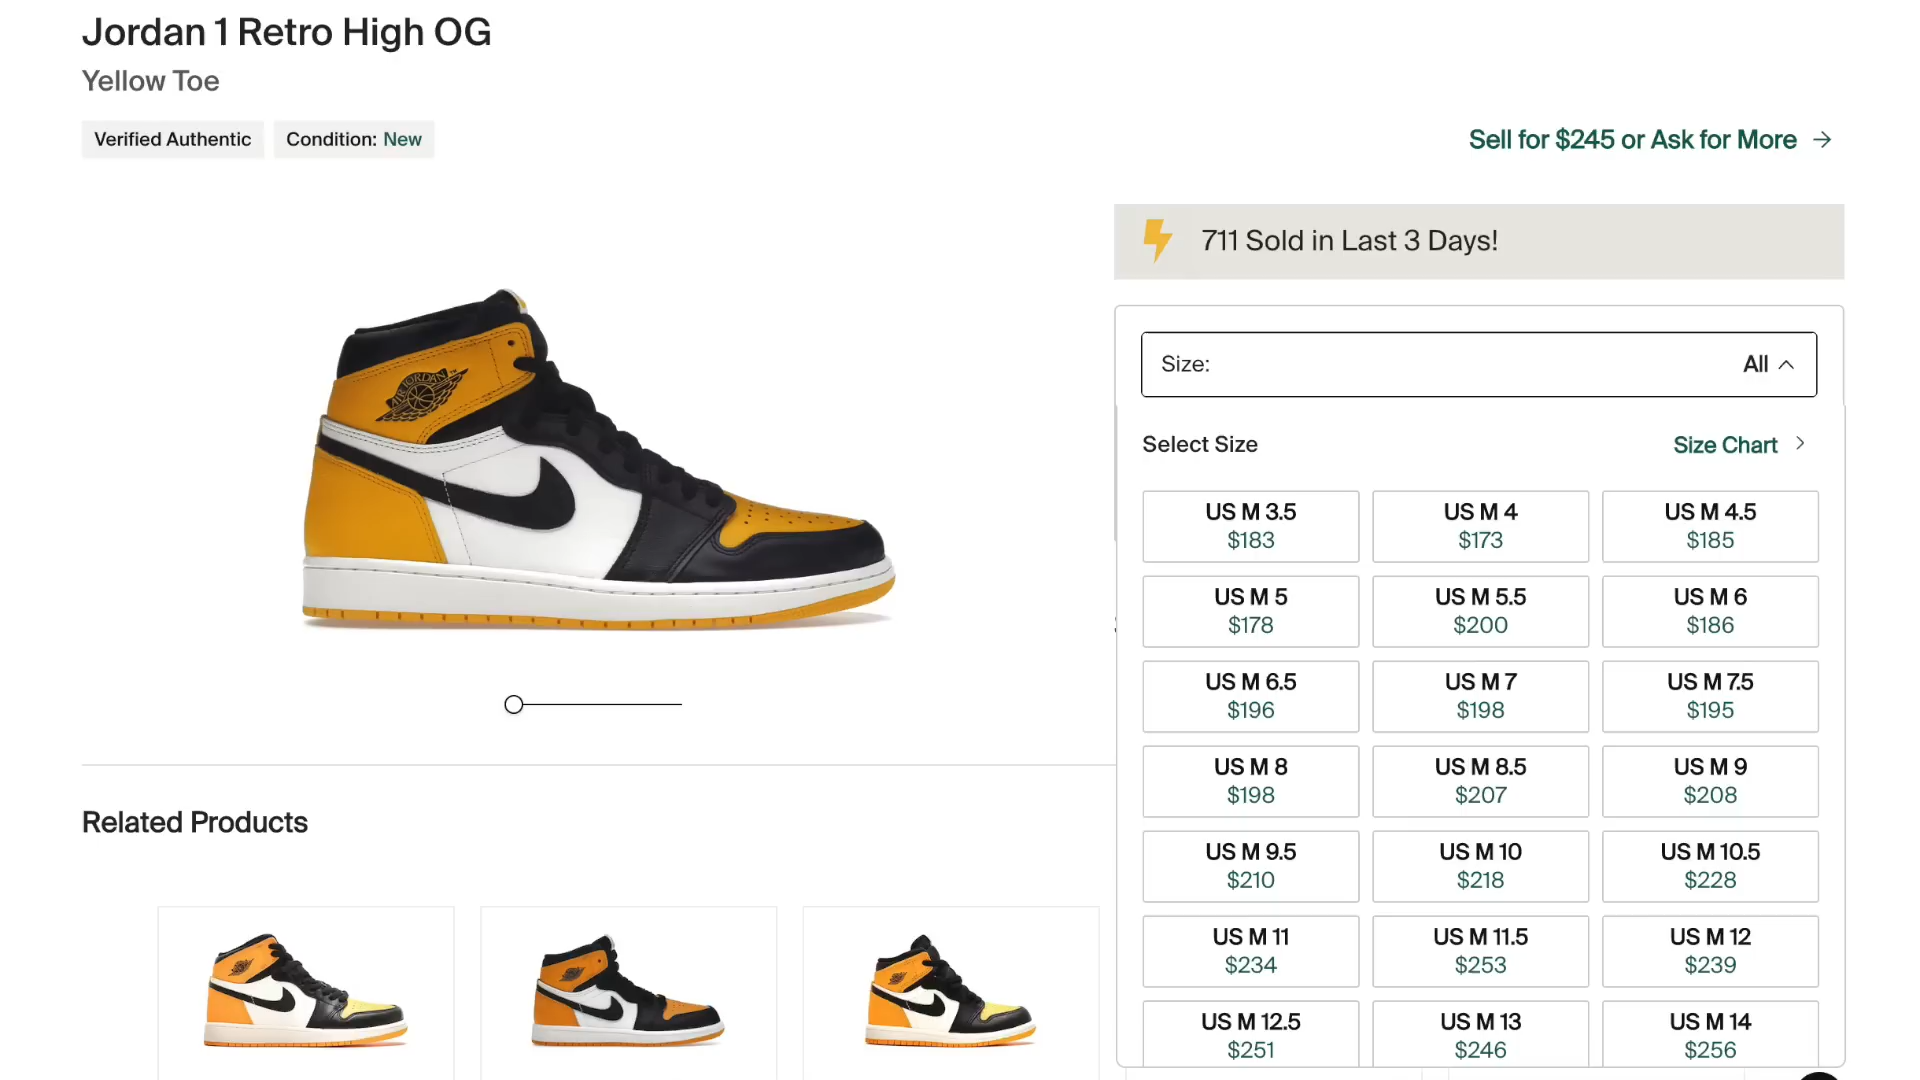 Jordan 1 Retro High OG
Yellow Toe
Verified Authentic
Condition: New
Sell for $245 or Ask for More →
711 Sold in Last 3 Days!
Size:
All
Select Size
Size Chart
US M 3.5
$183
US M 4
$173
US M 4.5
$185
US M 5
$178
US M 5.5
$200
US M 6
$186
US M 6.5
$196
US M 7
$198
US M 7.5
$195
US M 8
$198
US M 8.5
$207
US M 9
$208
US M 9.5
$210
US M 10
$218
US M 10.5
$228
US M 11
$234
US M 11.5
$253
US M 12
$239
US M 12.5
$251
US M 13
$246
US M 14
$256
AIR JORDAN
TM
Related Products